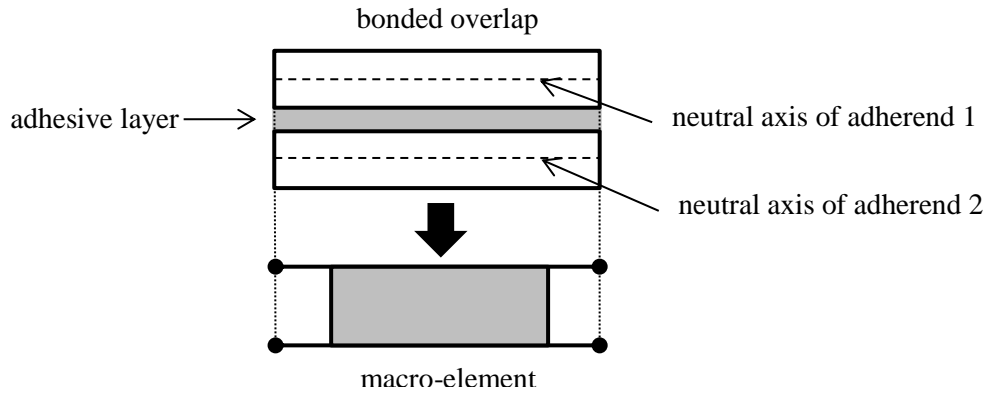 bonded overlap
adhesive layer
neutral axis of adherend 1
neutral axis of adherend 2
macro-element